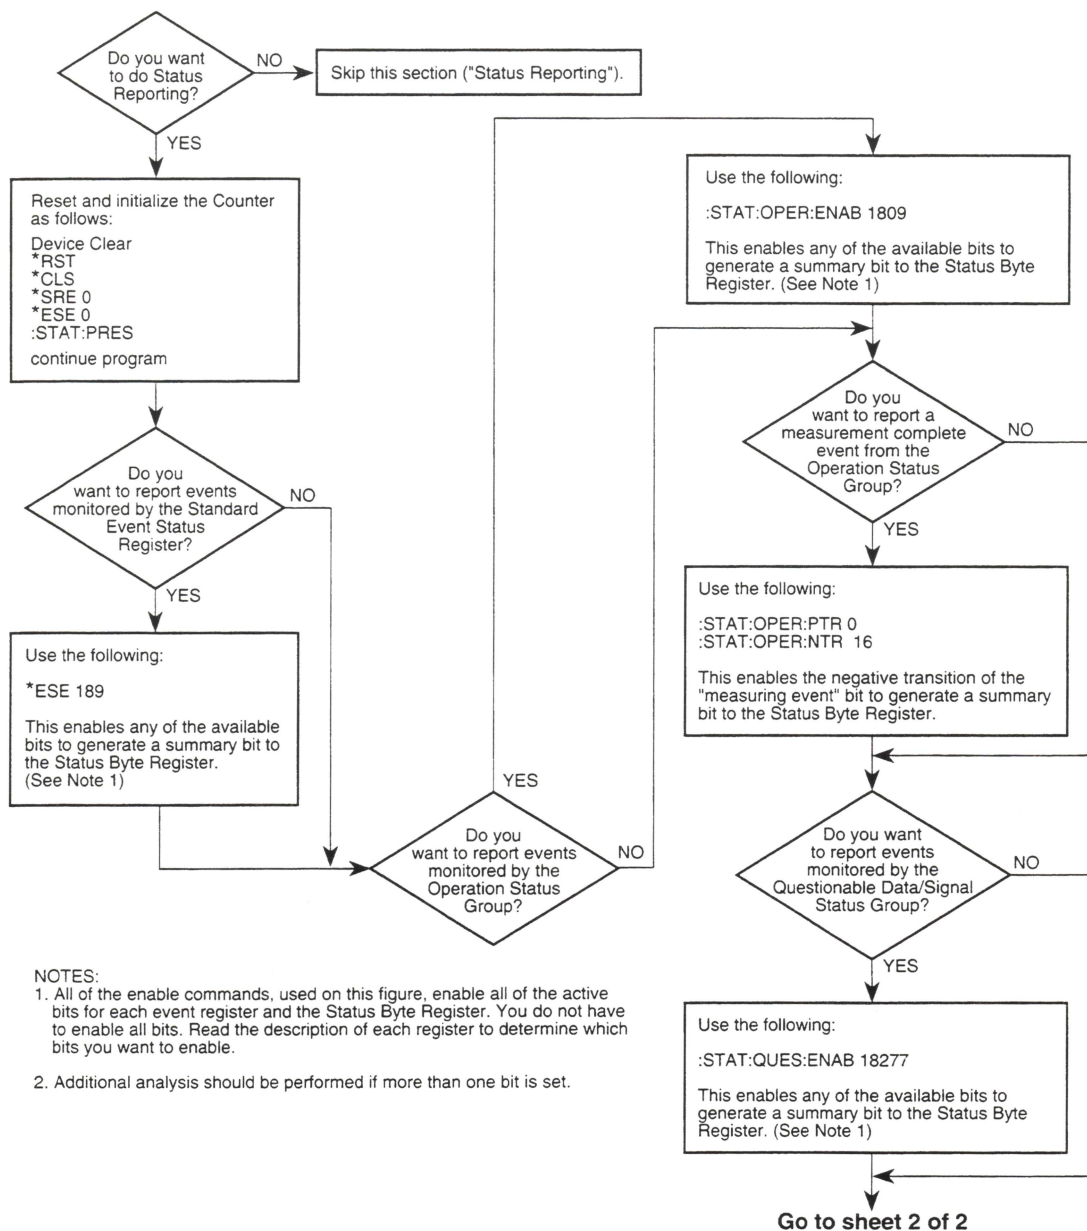 Do you want
to do Status
Reporting?
NO
Skip this section ("Status Reporting").
YES
Reset and initialize the Counter
as follows:
Device Clear
*RST
*CLS
*SRE 0
*ESE 0
:STAT:PRES
continue program
Do you
want to report events
monitored by the Standard
Event Status
Register?
NO
YES
Use the following:
*ESE 189
This enables any of the available
bits to generate a summary bit to
the Status Byte Register.
(See Note 1)
YES
Do you
want to report events
monitored by the
Operation Status
Group?
NO
Use the following:
:STAT:OPER:ENAB 1809
This enables any of the available bits to
generate a summary bit to the Status Byte
Register. (See Note 1)
Do you
want to report a
measurement complete
event from the
Operation Status
Group?
NO
YES
Use the following:
:STAT:OPER:PTR 0
:STAT:OPER:NTR 16
This enables the negative transition of the
"measuring event" bit to generate a summary
bit to the Status Byte Register.
Do you want
to report events
monitored by the
Questionable Data/Signal
Status Group?
NO
YES
Use the following:
:STAT:QUES:ENAB 18277
This enables any of the available bits to
generate a summary bit to the Status Byte
Register. (See Note 1)
Go to sheet 2 of 2
NOTES:
1. All of the enable commands, used on this figure, enable all of the active
bits for each event register and the Status Byte Register. You do not have
to enable all bits. Read the description of each register to determine which
bits you want to enable.
2. Additional analysis should be performed if more than one bit is set.